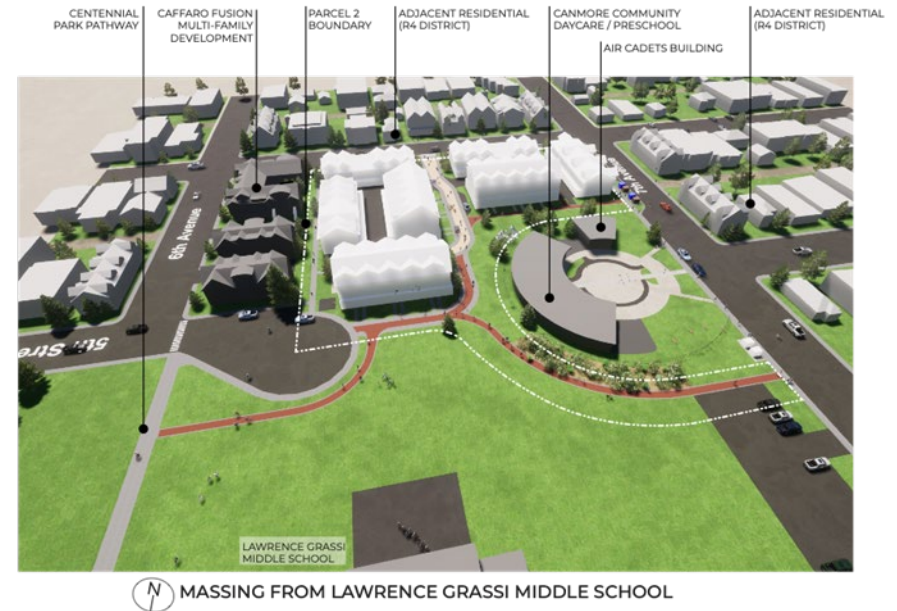 CENTENNIAL
PARK PATHWAY
CAFFARO FUSION
MULTI-FAMILY
DEVELOPMENT
PARCEL 2
BOUNDARY
ADJACENT RESIDENTIAL
(R4 DISTRICT)
CANMORE COMMUNITY
DAYCARE / PRESCHOOL
AIR CADETS BUILDING
ADJACENT RESIDENTIAL
(R4 DISTRICT)
6th Avenue
7th Ave
5th Stre
LAWRENCE GRASSI
MIDDLE SCHOOL
N
MASSING FROM LAWRENCE GRASSI MIDDLE SCHOOL